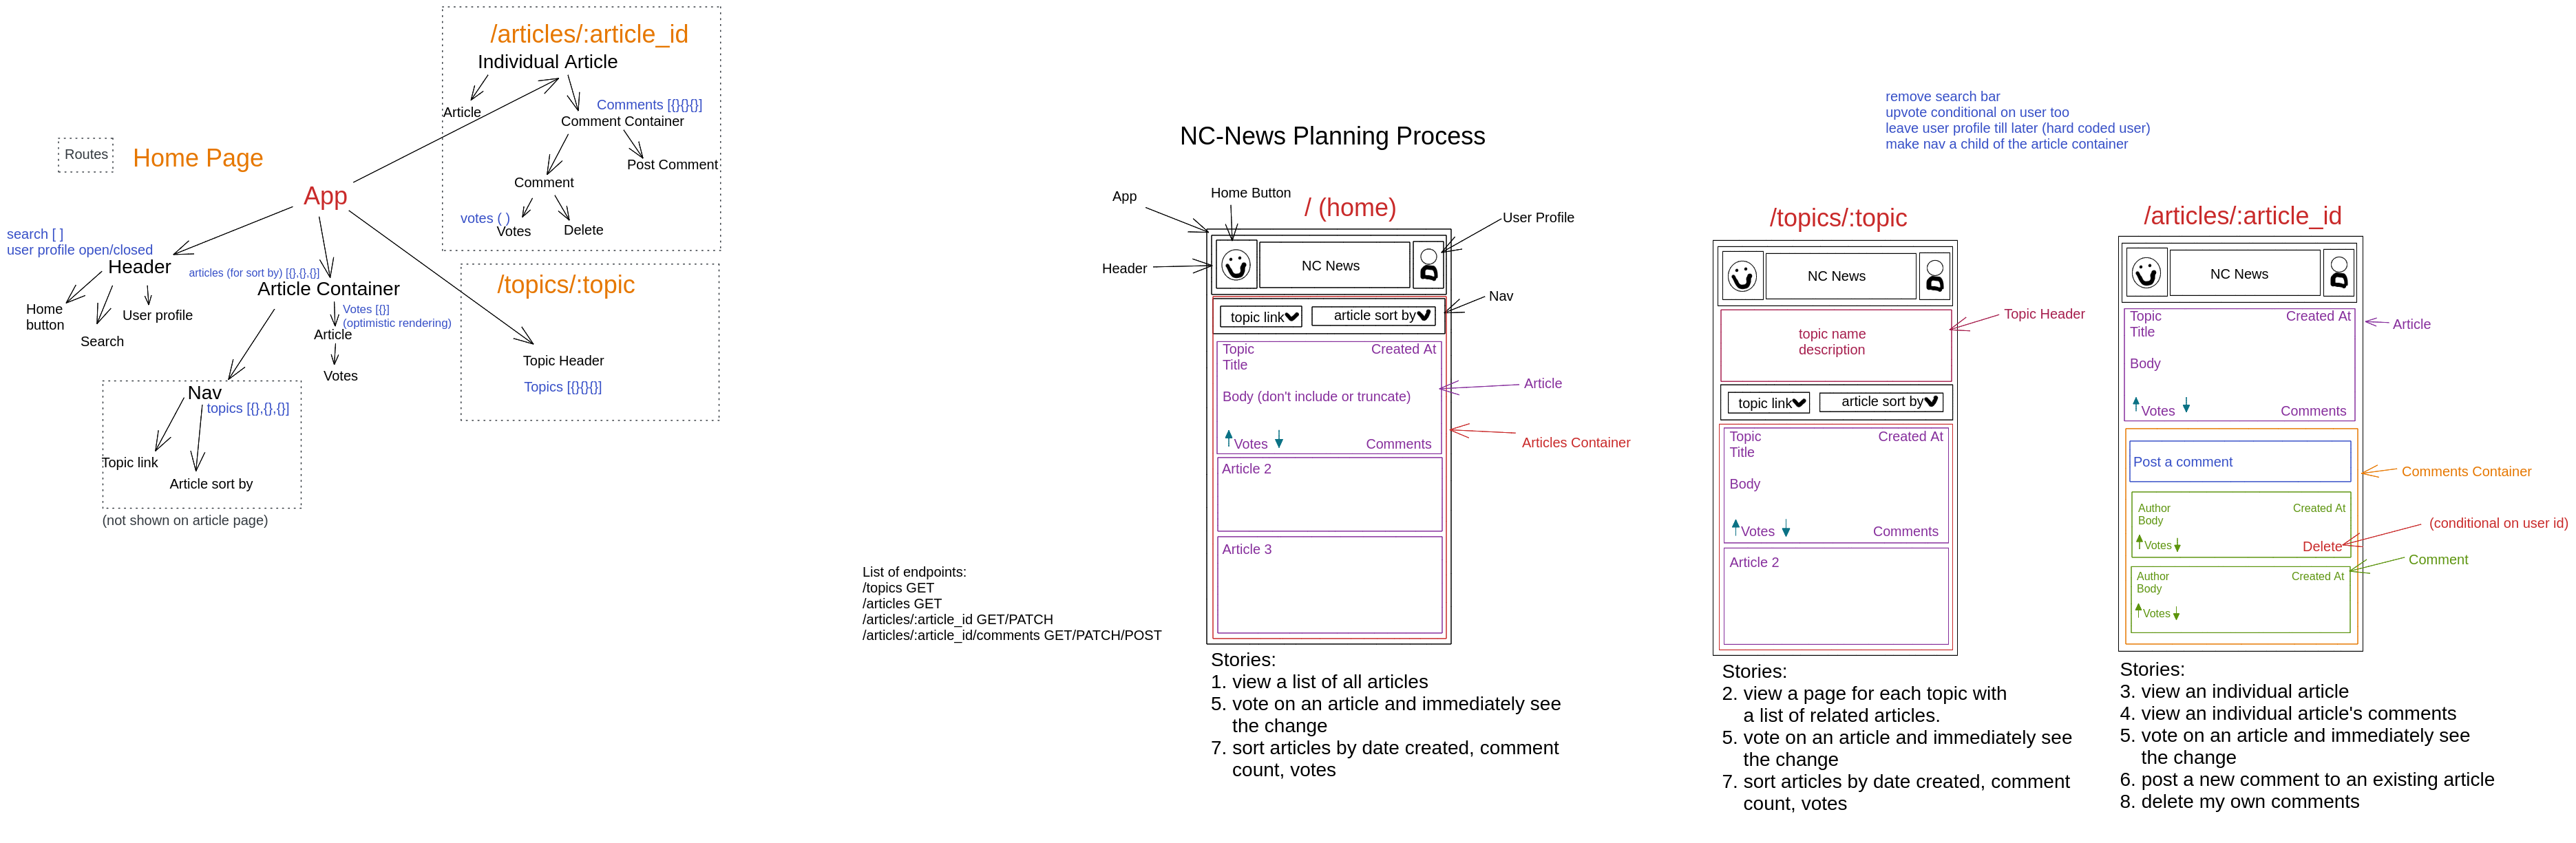 /articles/:article_id
Individual Article
Article
Comments [{}{}{}]
Comment Container
Post Comment
Comment
votes ( )
Votes
Delete
Routes
Home Page
App
search [ ]
user profile open/closed
Header
Home
button
Search
User profile
articles (for sort by) [{},{},{}]
Article Container
Votes [{}]
(optimistic rendering)
Article
Votes
Nav
topics [{},{},{}]
Topic link
Article sort by
(not shown on article page)
/topics/:topic
Topic Header
Topics [{}{}{}]
NC-News Planning Process
remove search bar
upvote conditional on user too
leave user profile till later (hard coded user)
make nav a child of the article container
List of endpoints:
/topics GET
/articles GET
/articles/:article_id GET/PATCH
/articles/:article_id/comments GET/PATCH/POST
App
Home Button
/ (home)
User Profile
Header
NC News
Nav
topic link
article sort by
Topic
Created At
Title
Body (don't include or truncate)
Article
Votes
Comments
Articles Container
Article 2
Article 3
Stories:
1. view a list of all articles
5. vote on an article and immediately see
the change
7. sort articles by date created, comment
count, votes
/topics/:topic
NC News
Topic Header
topic name
description
topic link
article sort by
Topic
Created At
Title
Body
Votes
Comments
Article 2
Stories:
2. view a page for each topic with
a list of related articles.
5. vote on an article and immediately see
the change
7. sort articles by date created, comment
count, votes
/articles/:article_id
NC News
Topic
Created At
Title
Article
Body
Votes
Comments
Post a comment
Comments Container
Author
Created At
Body
(conditional on user id)
Votes
Delete
Comment
Author
Created At
Body
Votes
Stories:
3. view an individual article
4. view an individual article's comments
5. vote on an article and immediately see
the change
6. post a new comment to an existing article
8. delete my own comments